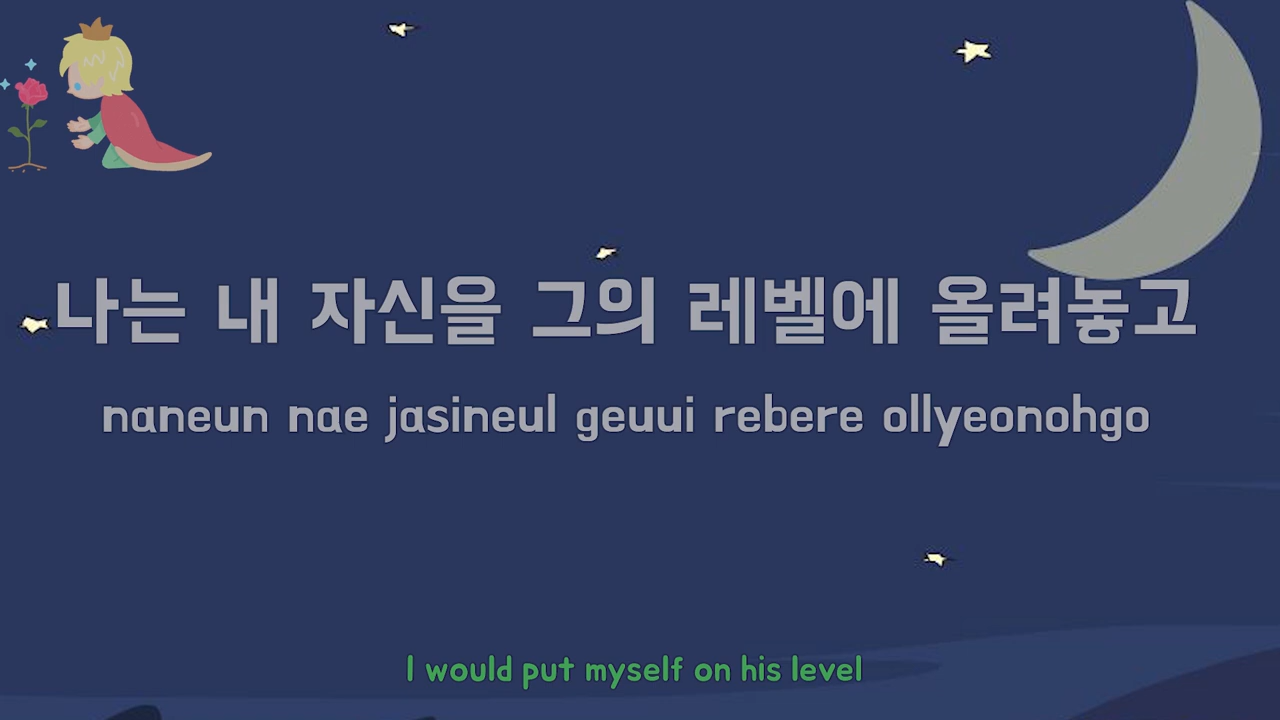 나는 내 자신을 그의 레벨에 올려놓고
naneun nae jasineul geuui rebere ollyeonohgo
I would put myself on his level